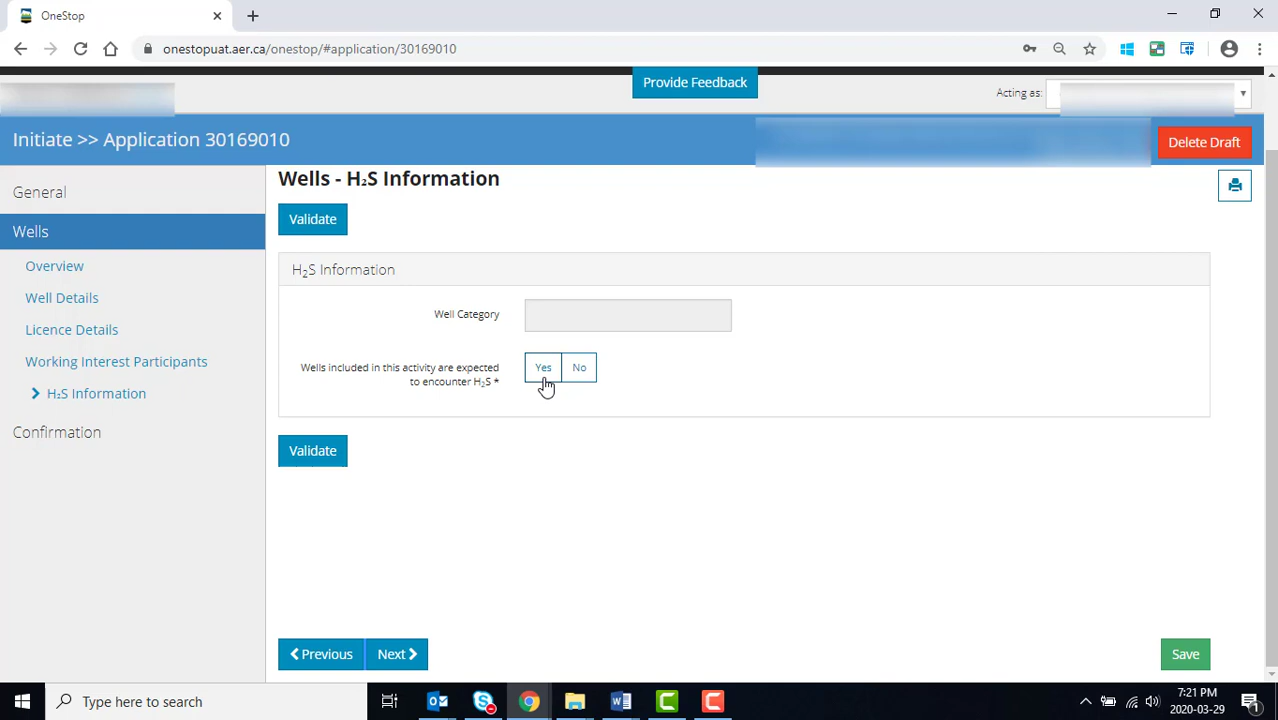 OneStop
onestopuat.aer.ca/onestop/#application/30169010
Provide Feedback
Acting as:
Initiate >> Application 30169010
Delete Draft
General
Wells
Overview
Well Details
Licence Details
Working Interest Participants
H₂S Information
Confirmation
Wells - H₂S Information
Validate
H₂S Information
Well Category
Wells included in this activity are expected
to encounter H₂S *
Yes No
Validate
Previous Next
Save
Type here to search
7:21 PM
2020-03-29
1